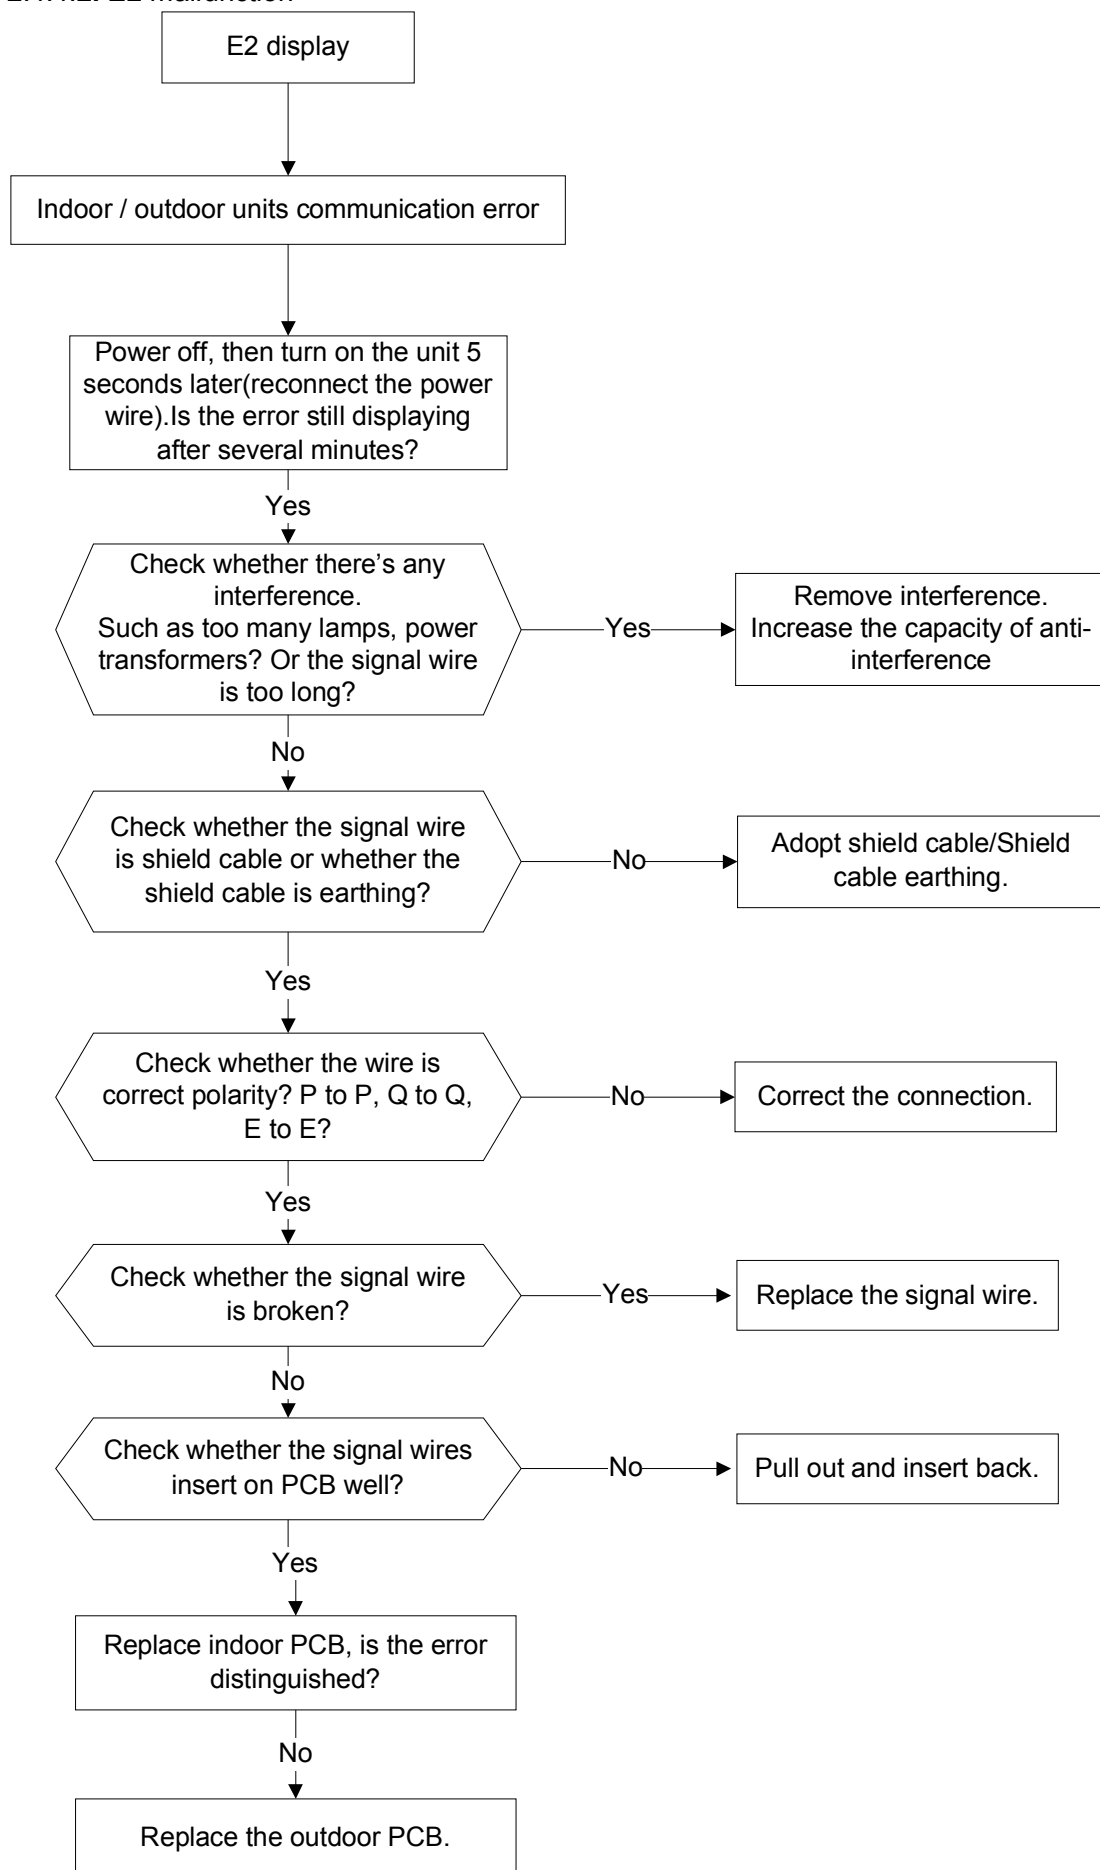 E2 display
Indoor / outdoor units communication error
Power off, then turn on the unit 5
seconds later(reconnect the power
wire).Is the error still displaying
after several minutes?
Yes
Check whether there’s any
interference.
Such as too many lamps, power
transformers? Or the signal wire
is too long?
Yes
Remove interference.
Increase the capacity of anti-
interference
No
Check whether the signal wire
is shield cable or whether the
shield cable is earthing?
No
Adopt shield cable/Shield
cable earthing.
Yes
Check whether the wire is
correct polarity? P to P, Q to Q,
E to E?
No
Correct the connection.
Yes
Check whether the signal wire
is broken?
Yes
Replace the signal wire.
No
Check whether the signal wires
insert on PCB well?
No
Pull out and insert back.
Yes
Replace indoor PCB, is the error
distinguished?
No
Replace the outdoor PCB.